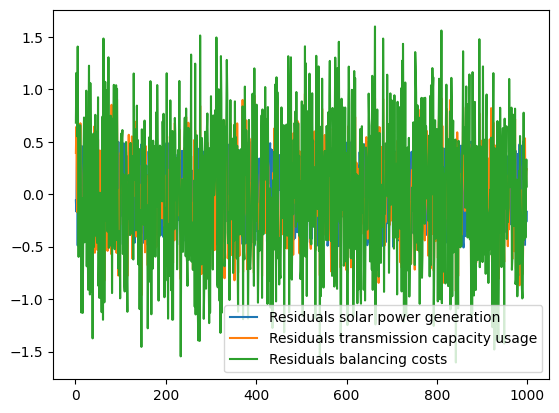 1.5
1.0
0.5
0.0
−0.5
−1.0
−1.5
Residuals solar power generation
Residuals transmission capacity usage
Residuals balancing costs
0 200 400 600 800 1000